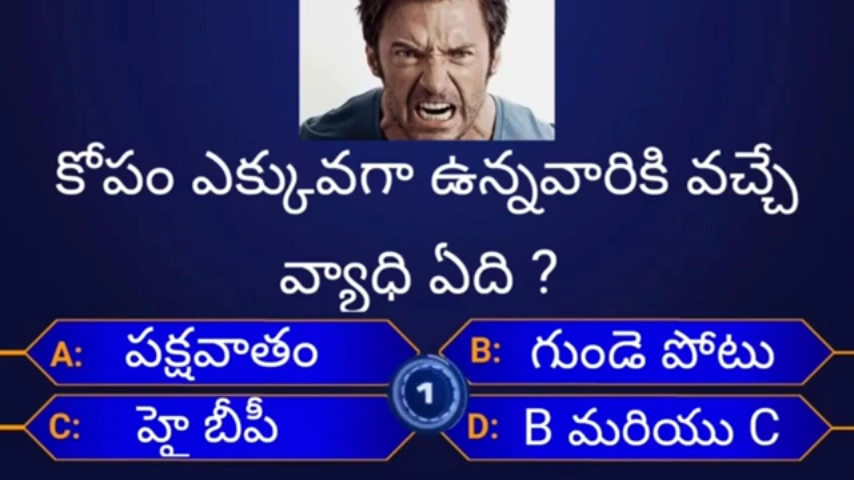 కోపం ఎక్కువగా ఉన్నవారికి వచ్చే
వ్యాధి ఏది ?
A: పక్షవాతం
B: గుండె పోటు
1
C: హై బీపీ
D: B మరియు C